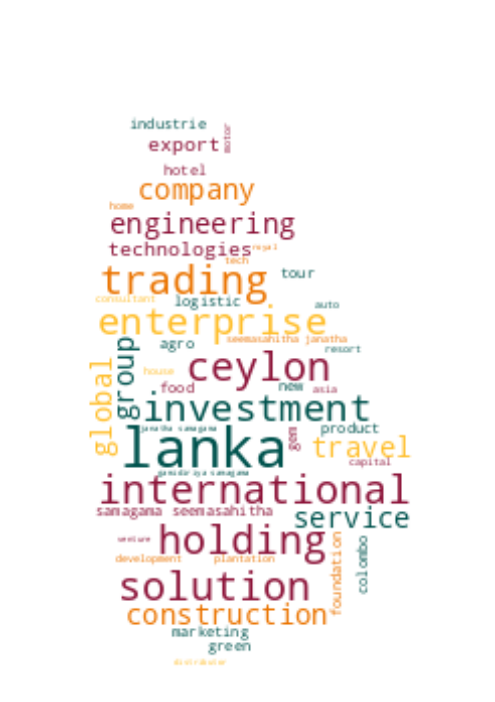 industrie
export motor
hotel
company
home
engineering
technologies royal
tech
trading tour
consultant logistic auto
enterprise
seemasahitha janatha
agro resort
group
ceylon
global
house
food new asia
investment
janatha samagama product
lanka gem travel
capital
gamidiriya samagama
international
samagama seemasahitha
service
venture holding
development plantation
foundation colombo
solution
construction
marketing
green
distributor